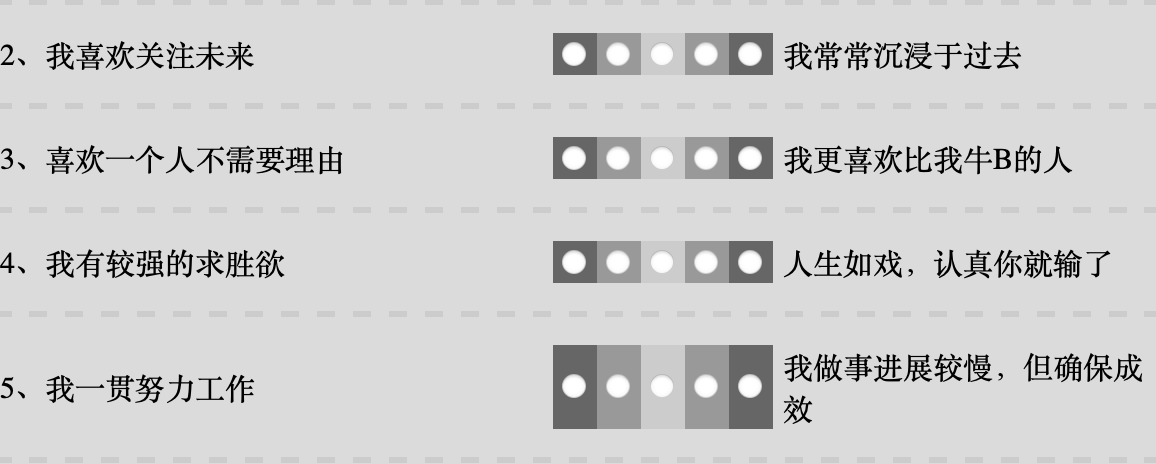 2、我喜欢关注未来
我常常沉浸于过去
3、喜欢一个人不需要理由
我更喜欢比我牛B的人
4、我有较强的求胜欲
人生如戏，认真你就输了
5、我一贯努力工作
我做事进展较慢，但确保成
效